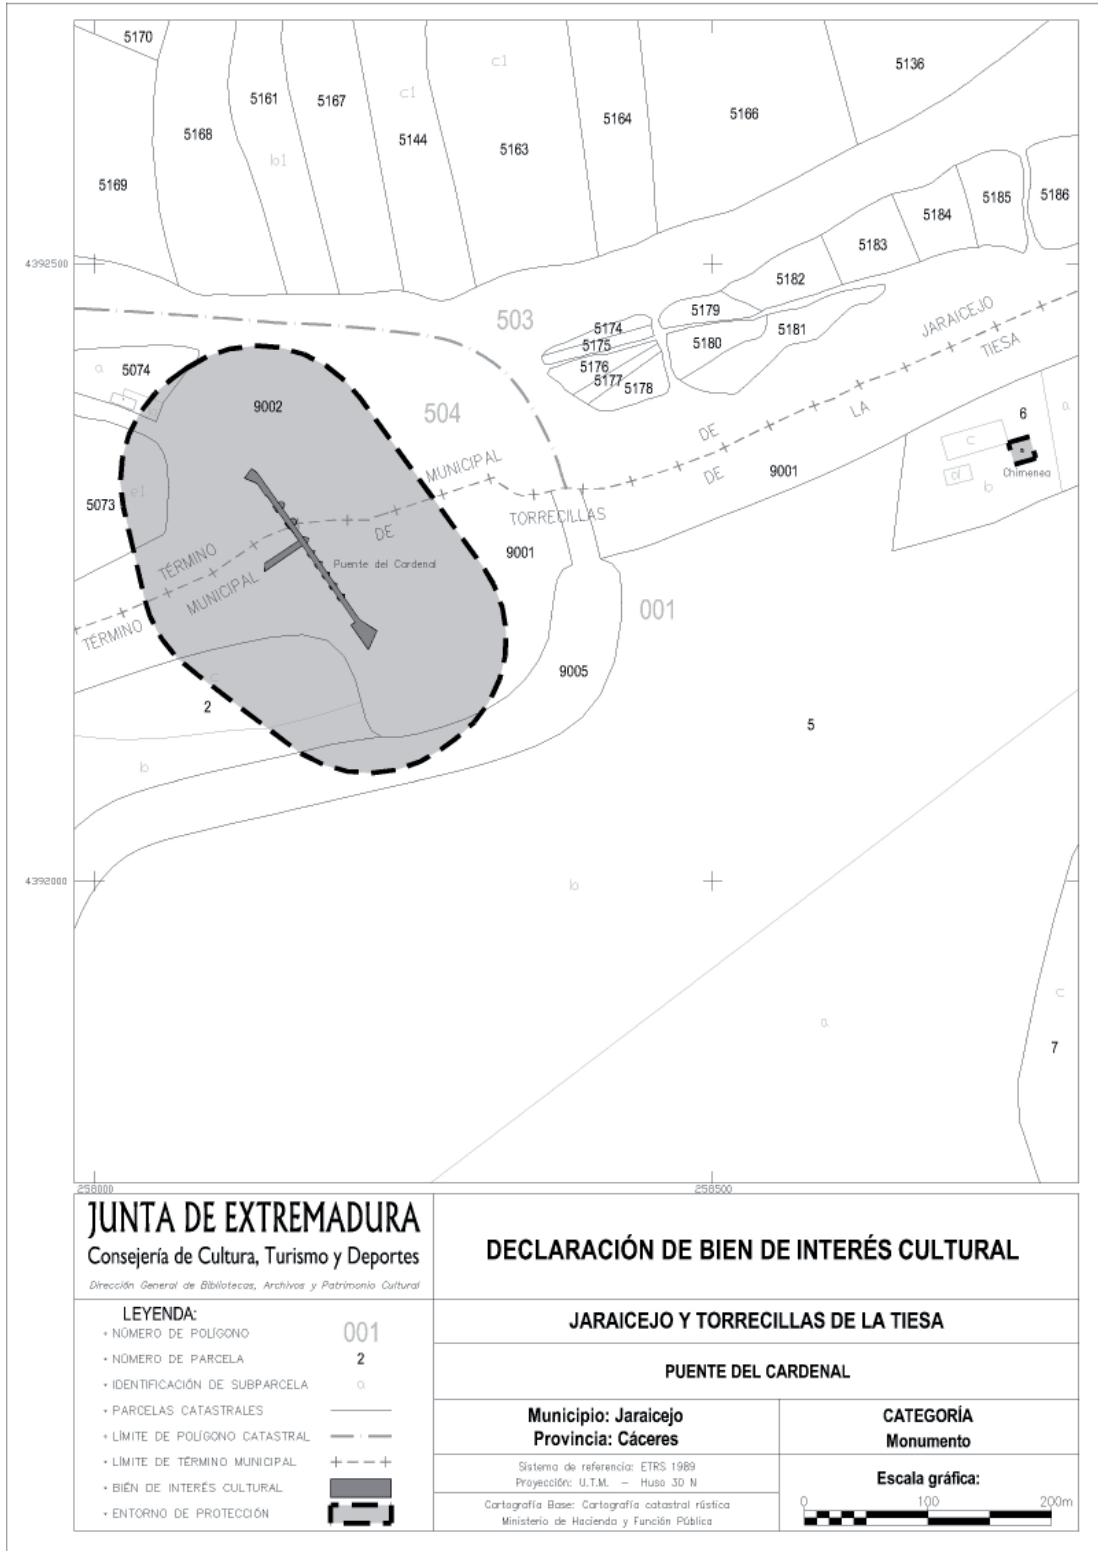 5170
5136
c1
5161
5167
c1
5164
5166
5168
5144
5163
b1
5169
5185
5186
5184
5183
4392500
5182
5179
503
JARAICEJO
5174
5181
5175
5180
TIESA
5176
5074
a
5177
5178
9002
504
LA
a
6
DE
c
a
MUNICIPAL
DE
9001
Chimenea
d
b
e1
5073
TORRECILLAS
DE
9001
TÉRMINO
Puente del Cardenal
MUNICIPAL
001
TÉRMINO
9005
c
2
5
b
4392000
b
c
a
7
258000
258500
JUNTA DE EXTREMADURA
Consejería de Cultura, Turismo y Deportes
Dirección General de Bibliotecas, Archivos y Patrimonio Cultural
DECLARACIÓN DE BIEN DE INTERÉS CULTURAL
LEYENDA:
• NÚMERO DE POLÍGONO 001
• NÚMERO DE PARCELA 2
• IDENTIFICACIÓN DE SUBPARCELA a
• PARCELAS CATASTRALES
• LÍMITE DE POLÍGONO CATASTRAL
• LÍMITE DE TÉRMINO MUNICIPAL
• BIÉN DE INTERÉS CULTURAL
• ENTORNO DE PROTECCIÓN
JARAICEJO Y TORRECILLAS DE LA TIESA
PUENTE DEL CARDENAL
Municipio: Jaraicejo
Provincia: Cáceres
CATEGORÍA
Monumento
Sistema de referencia: ETRS 1989
Proyección: U.T.M. – Huso 30 N
Cartografía Base: Cartografía catastral rústica
Ministerio de Hacienda y Función Pública
Escala gráfica:
0 100 200m